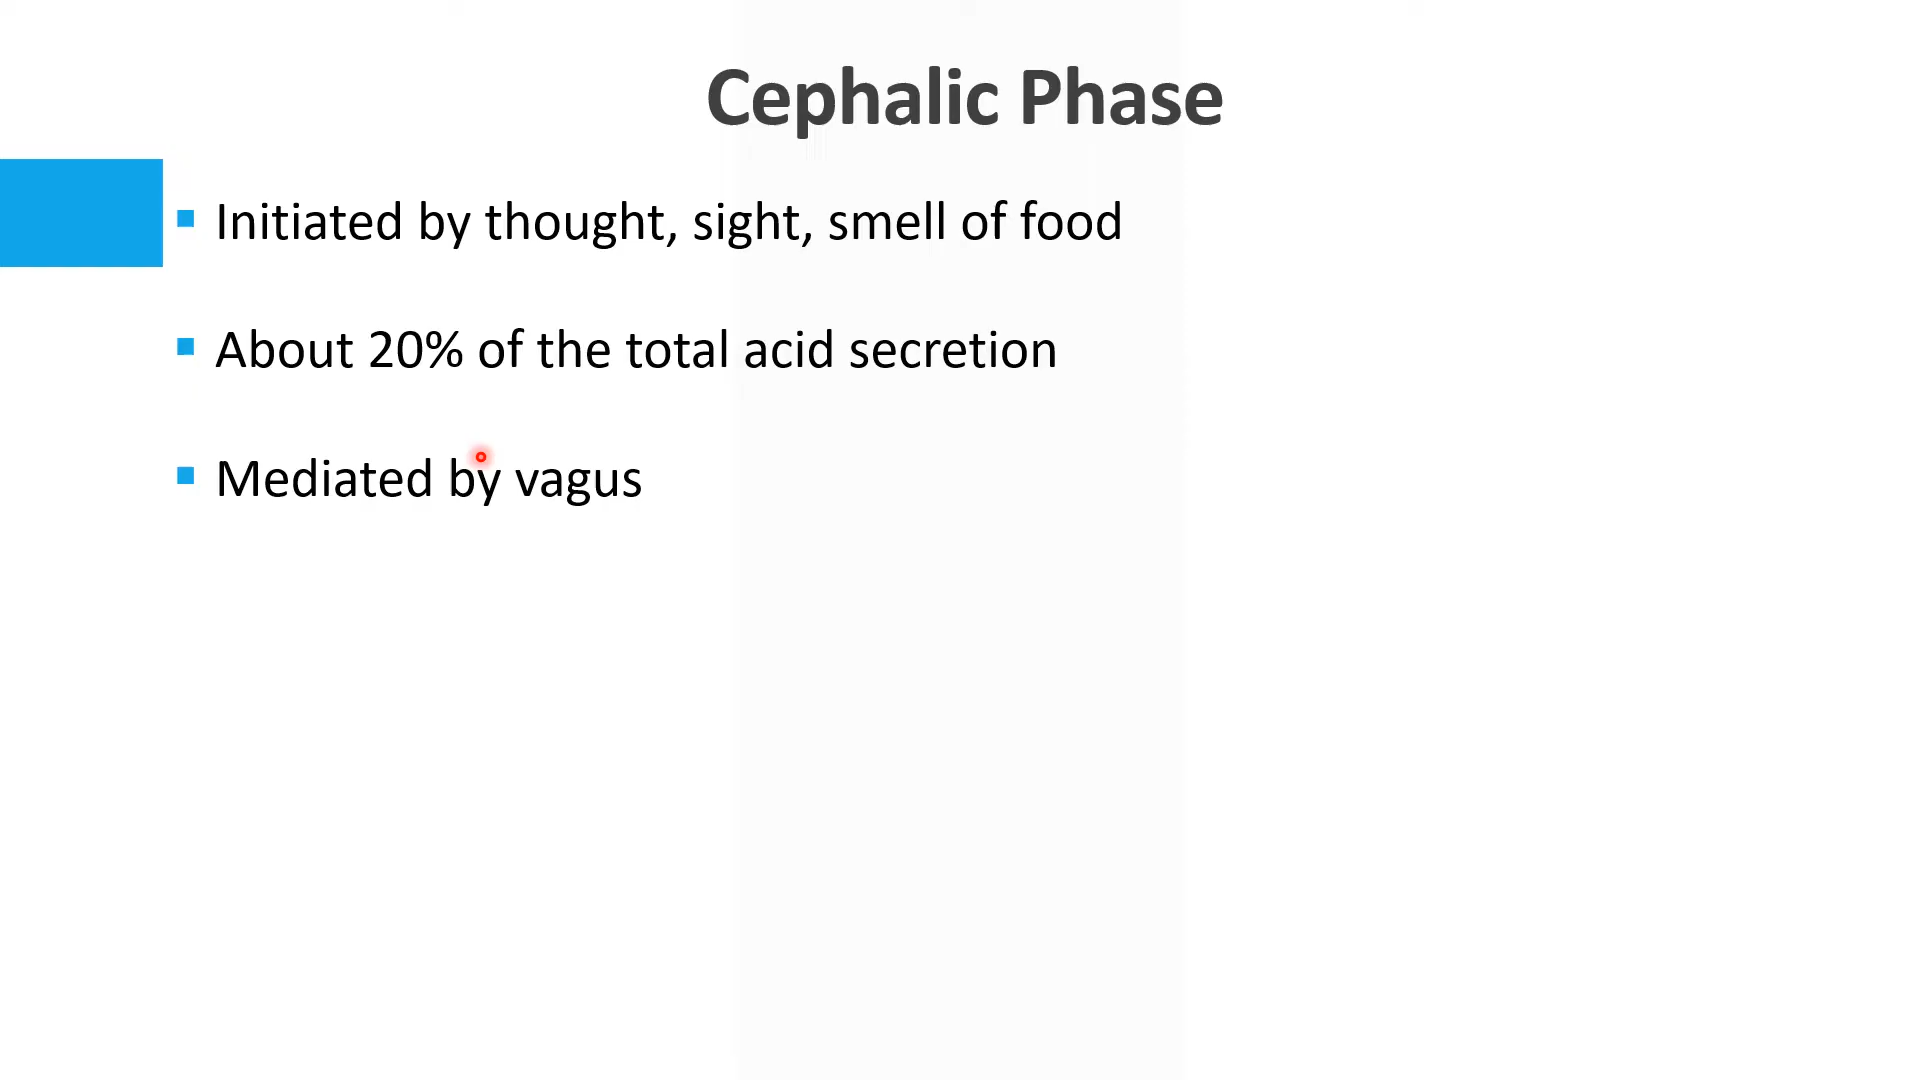 Cephalic Phase
Initiated by thought, sight, smell of food
About 20% of the total acid secretion
Mediated by vagus